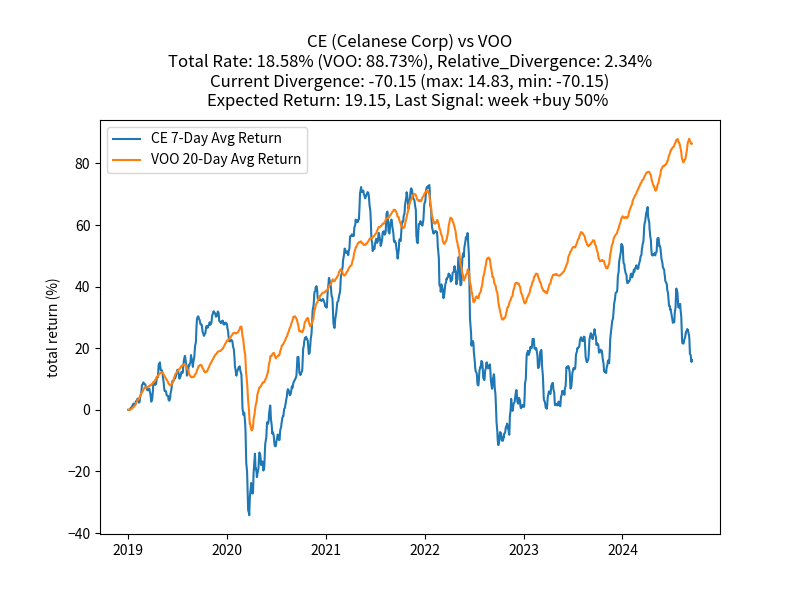 CE (Celanese Corp) vs VOO
Total Rate: 18.58% (VOO: 88.73%), Relative_Divergence: 2.34%
Current Divergence: -70.15 (max: 14.83, min: -70.15)
Expected Return: 19.15, Last Signal: week +buy 50%
CE 7-Day Avg Return
VOO 20-Day Avg Return
total return (%)
80
60
40
20
0
−20
−40
2019 2020 2021 2022 2023 2024